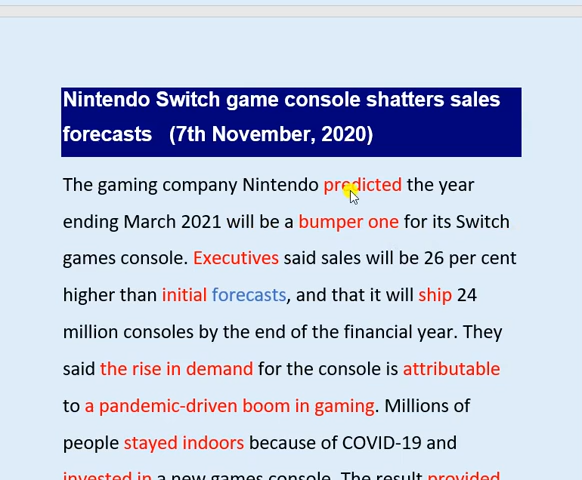 Nintendo Switch game console shatters sales
forecasts (7th November, 2020)
The gaming company Nintendo predicted the year
ending March 2021 will be a bumper one for its Switch
games console. Executives said sales will be 26 per cent
higher than initial forecasts, and that it will ship 24
million consoles by the end of the financial year. They
said the rise in demand for the console is attributable
to a pandemic-driven boom in gaming. Millions of
people stayed indoors because of COVID-19 and
invested in a new games console. The result provided